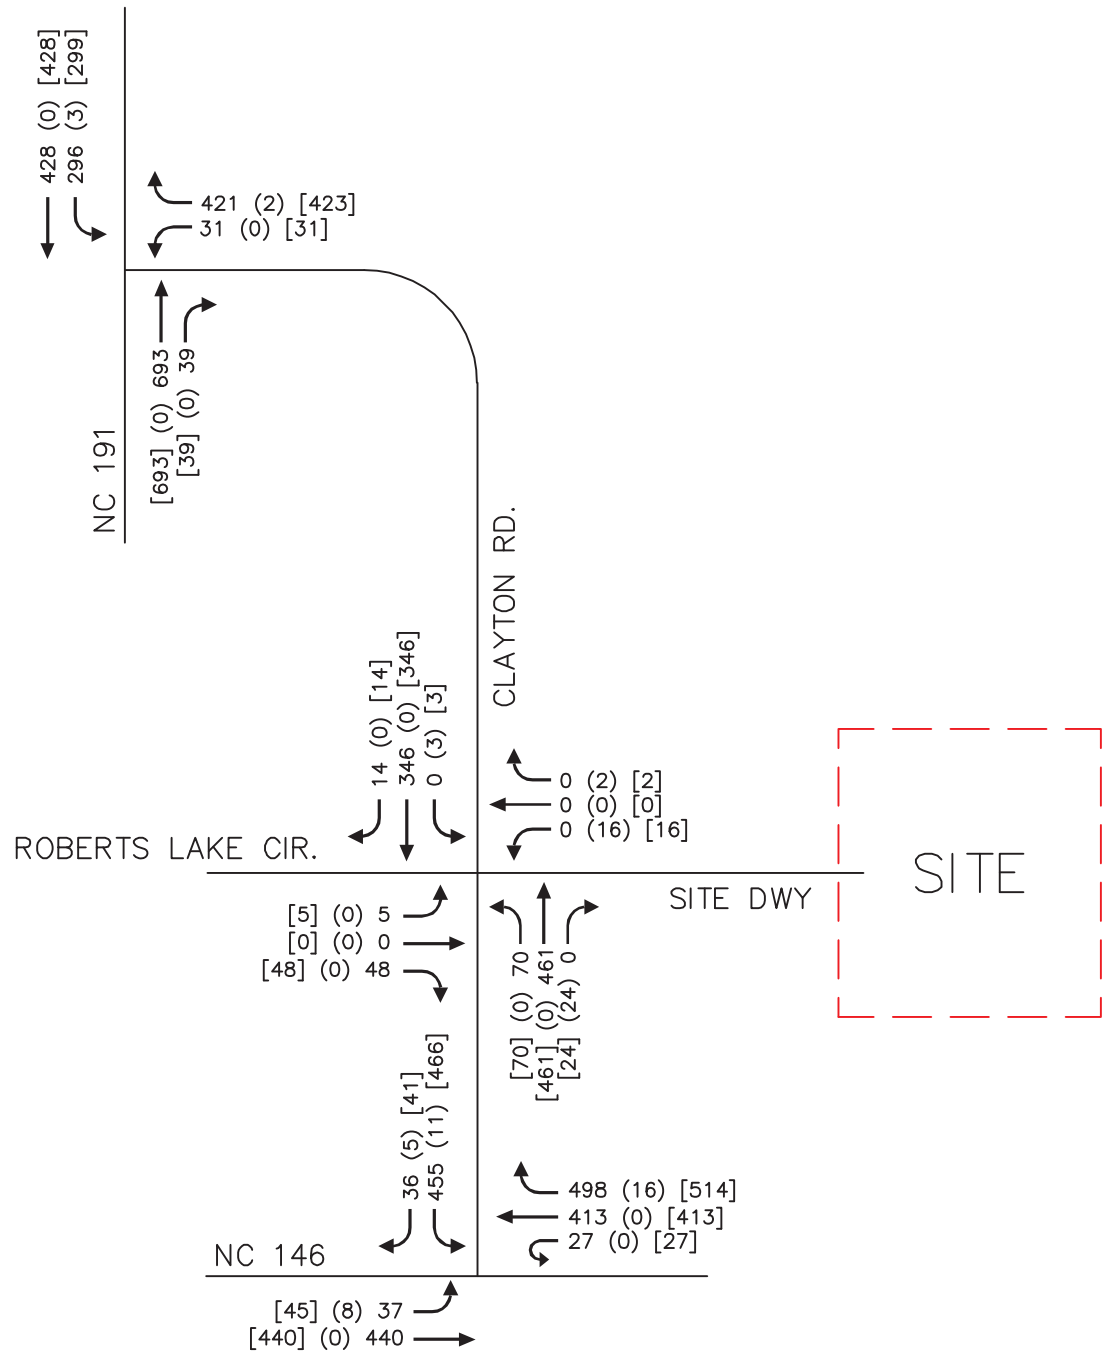 428 (0) [428]
296 (3) [299]
421 (2) [423]
31 (0) [31]
[693] (0) 693
[39] (0) 39
NC 191
CLAYTON RD.
14 (0) [14]
346 (0) [346]
0 (3) [3]
0 (2) [2]
0 (0) [0]
0 (16) [16]
ROBERTS LAKE CIR.
SITE
SITE DWY
[5] (0) 5
[0] (0) 0
[48] (0) 48
[70] (0) 70
[461] (0) 461
[24] (24) 0
36 (5) [41]
455 (11) [466]
498 (16) [514]
413 (0) [413]
27 (0) [27]
NC 146
[45] (8) 37
[440] (0) 440